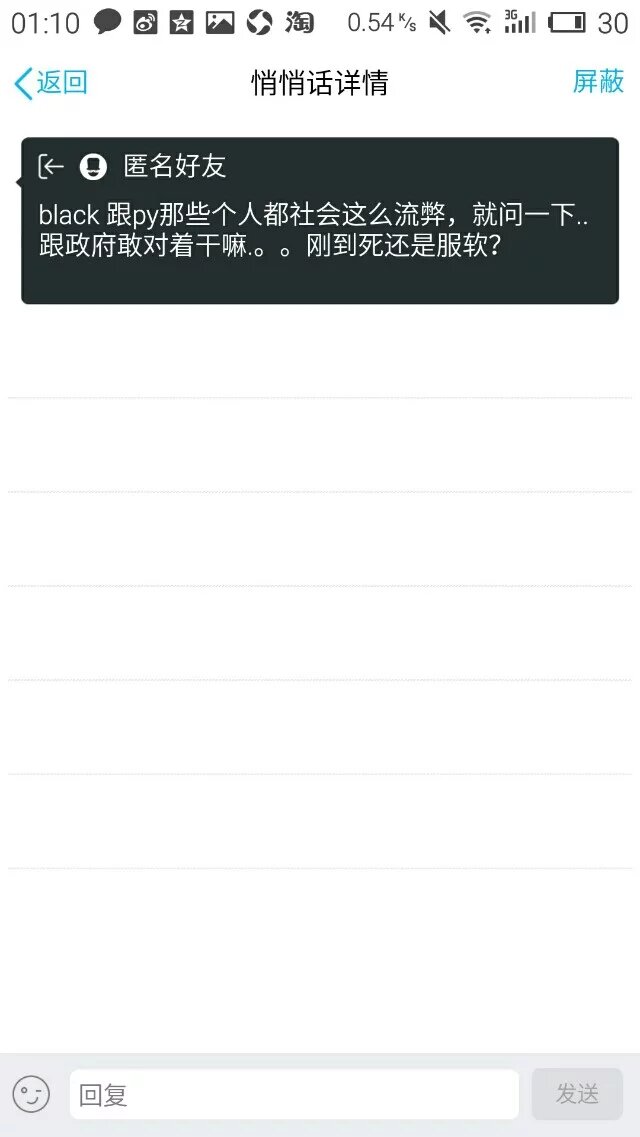 01:10 淘 0.54 K/s 3G 30
返回 悄悄话详情 屏蔽
匿名好友
black 跟py那些个人都社会这么流弊，就问一下..
跟政府敢对着干嘛.。。刚到死还是服软？
回复 发送